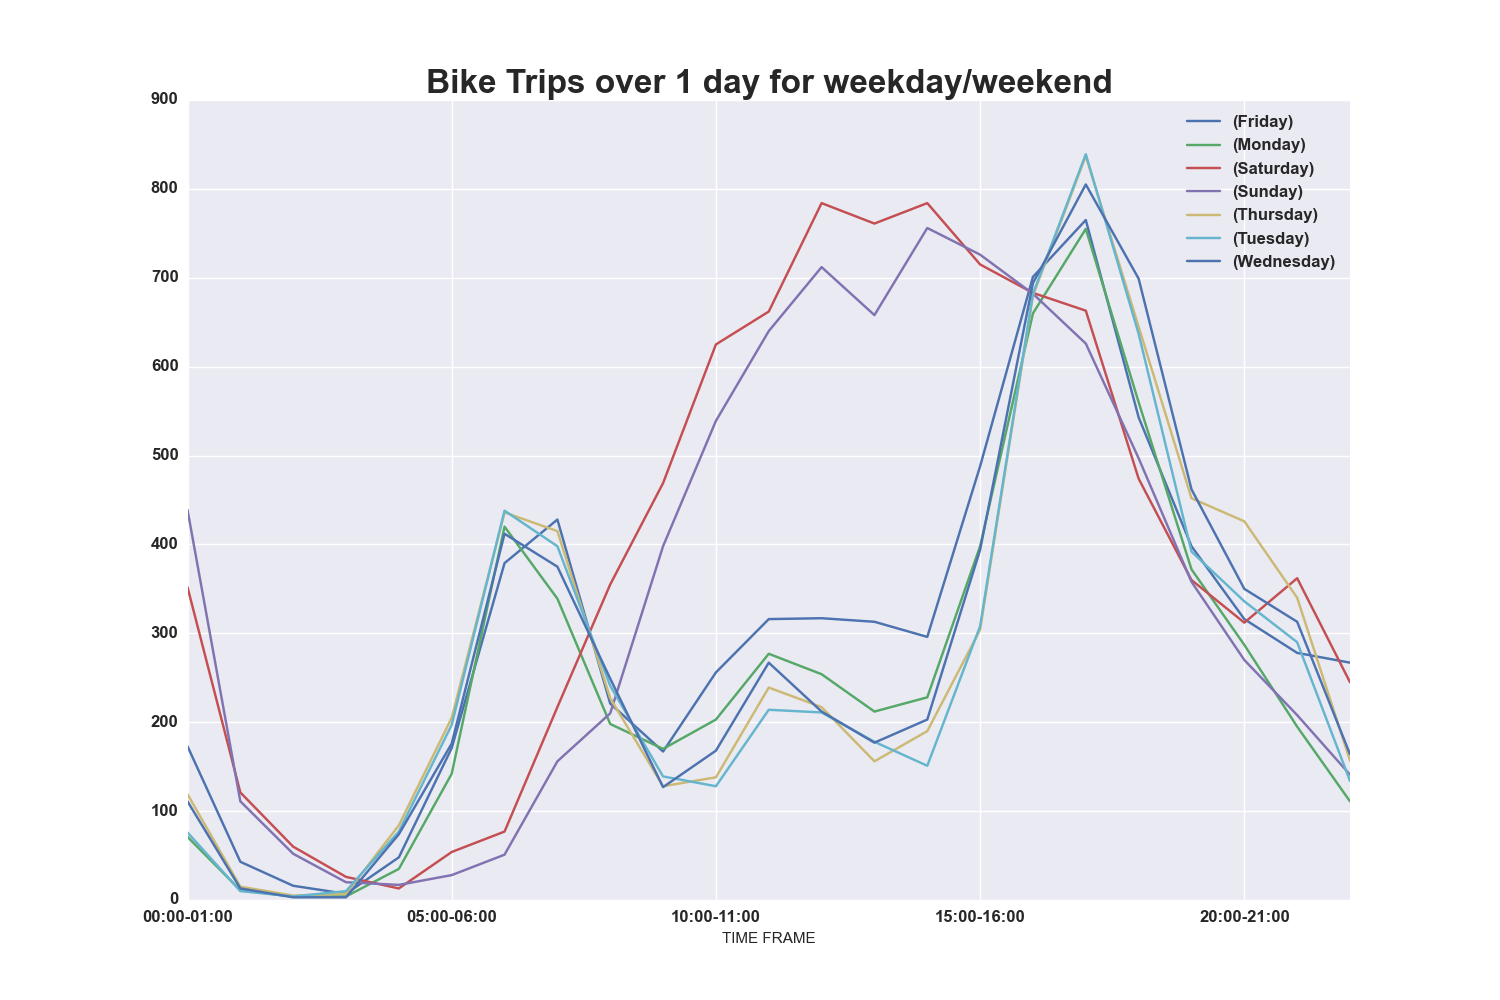 Bike Trips over 1 day for weekday/weekend
900
800
700
600
500
400
300
200
100
0
(Friday)
(Monday)
(Saturday)
(Sunday)
(Thursday)
(Tuesday)
(Wednesday)
00:00-01:00 05:00-06:00 10:00-11:00 15:00-16:00 20:00-21:00
TIME FRAME